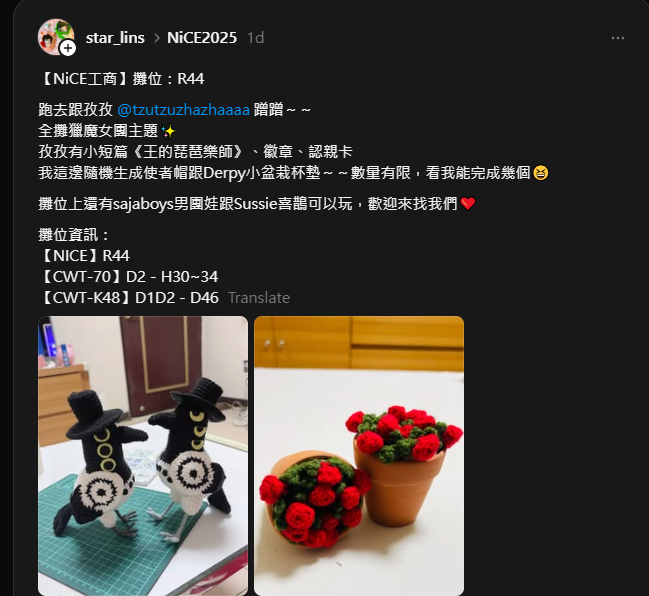 star_lins > NiCE2025 1d
【NiCE工商】攤位：R44
跑去跟孜孜 @tzutzuzhazhaaaa 蹭蹭～～
全攤獵魔女團主題✨
孜孜有小短篇《王的琵琶樂師》、徽章、認親卡
我這邊隨機生成使者帽跟Derpy小盆栽杯墊～～數量有限，看我能完成幾個😆
攤位上還有sajaboys男團娃跟Sussie喜鵲可以玩，歡迎來找我們❤️
攤位資訊：
【NICE】R44
【CWT-70】D2－H30~34
【CWT-K48】D1D2－D46 Translate